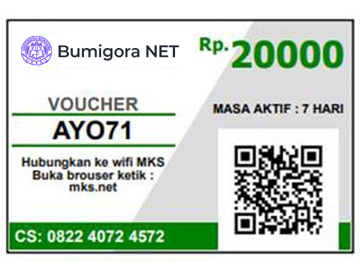 Bumigora NET
Rp.20000
VOUCHER
AYO71
MASA AKTIF : 7 HARI
Hubungkan ke wifi MKS
Buka brouser ketik :
mks.net
CS: 0822 4072 4572